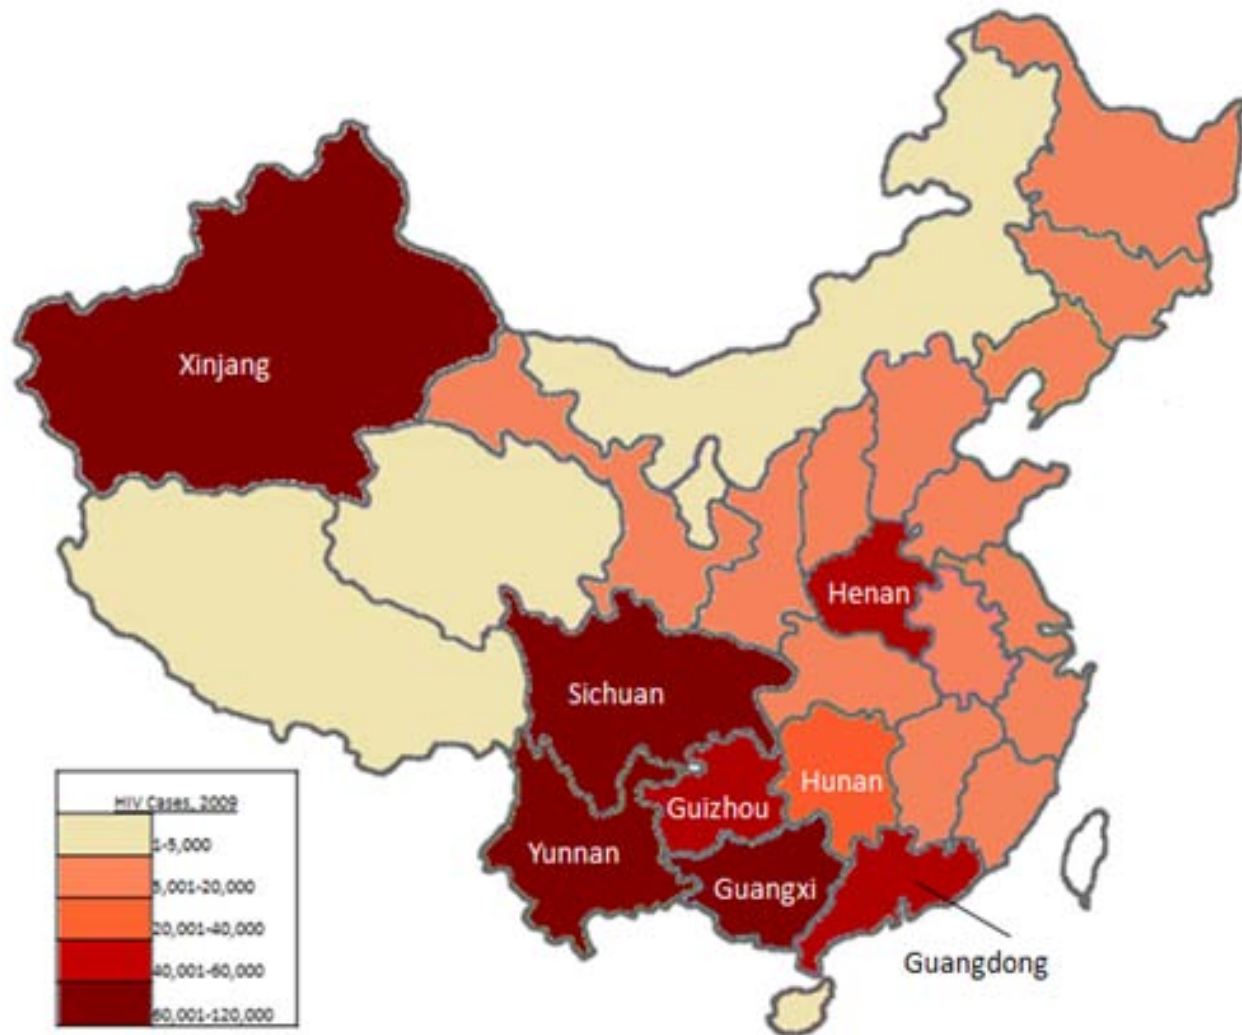 Xinjang
Henan
Sichuan
Hunan
Guizhou
Yunnan
Guangxi
Guangdong
HIV Cases, 2009
1-5,000
5,001-20,000
20,001-40,000
40,001-60,000
60,001-120,000